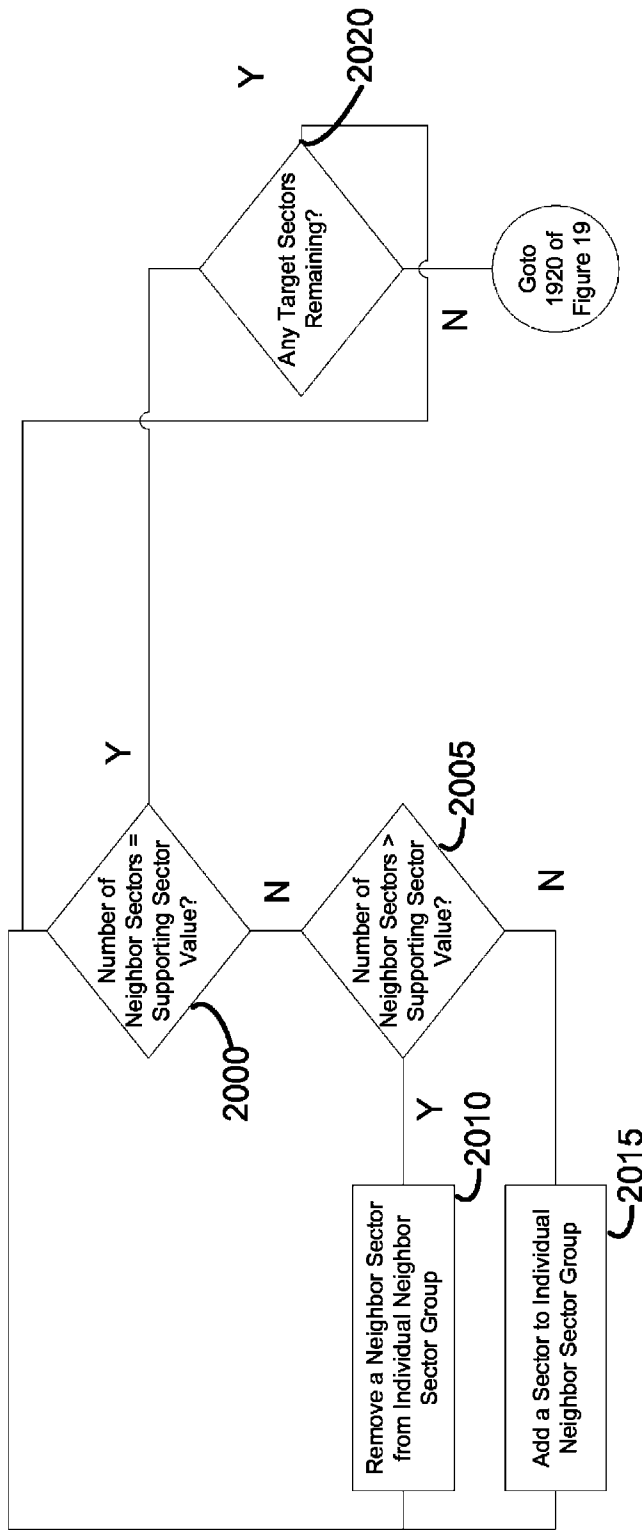 Number of
Neighbor Sectors =
Supporting Sector
Value?
2000
Y
N
Number of
Neighbor Sectors >
Supporting Sector
Value?
2005
Y
N
Remove a Neighbor Sector
from Individual Neighbor
Sector Group
2010
Add a Sector to Individual
Neighbor Sector Group
2015
Any Target Sectors
Remaining?
2020
Y
N
Goto
1920 of
Figure 19